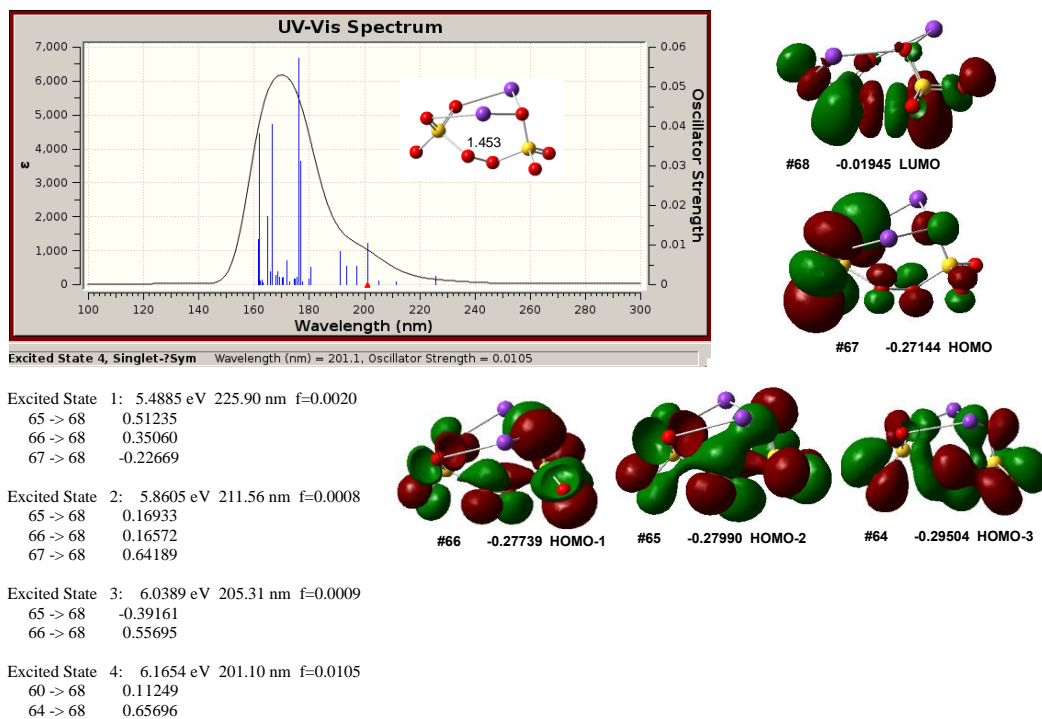 UV-Vis Spectrum
7,000
6,000
5,000
4,000
3,000
2,000
1,000
0
ε
0.06
0.05
0.04
0.03
0.02
0.01
0
Oscillator Strength
1.453
100 120 140 160 180 200 220 240 260 280 300
Wavelength (nm)
Excited State 4, Singlet-?Sym Wavelength (nm) = 201.1, Oscillator Strength = 0.0105
#68 -0.01945 LUMO
#67 -0.27144 HOMO
#66 -0.27739 HOMO-1
#65 -0.27990 HOMO-2
#64 -0.29504 HOMO-3
Excited State 1: 5.4885 eV 225.90 nm f=0.0020
65 -> 68 0.51235
66 -> 68 0.35060
67 -> 68 -0.22669
Excited State 2: 5.8605 eV 211.56 nm f=0.0008
65 -> 68 0.16933
66 -> 68 0.16572
67 -> 68 0.64189
Excited State 3: 6.0389 eV 205.31 nm f=0.0009
65 -> 68 -0.39161
66 -> 68 0.55695
Excited State 4: 6.1654 eV 201.10 nm f=0.0105
60 -> 68 0.11249
64 -> 68 0.65696